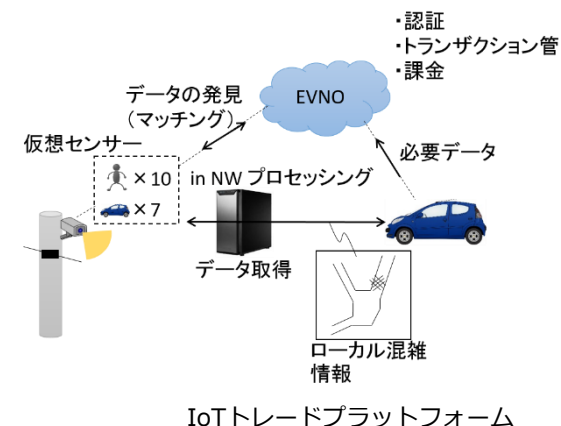 ・認証
・トランザクション管
・課金
EVNO
データの発見
(マッチング)
仮想センサー
×10
×7
in NW プロセッシング
必要データ
データ取得
ローカル混雑
情報
IoTトレードプラットフォーム